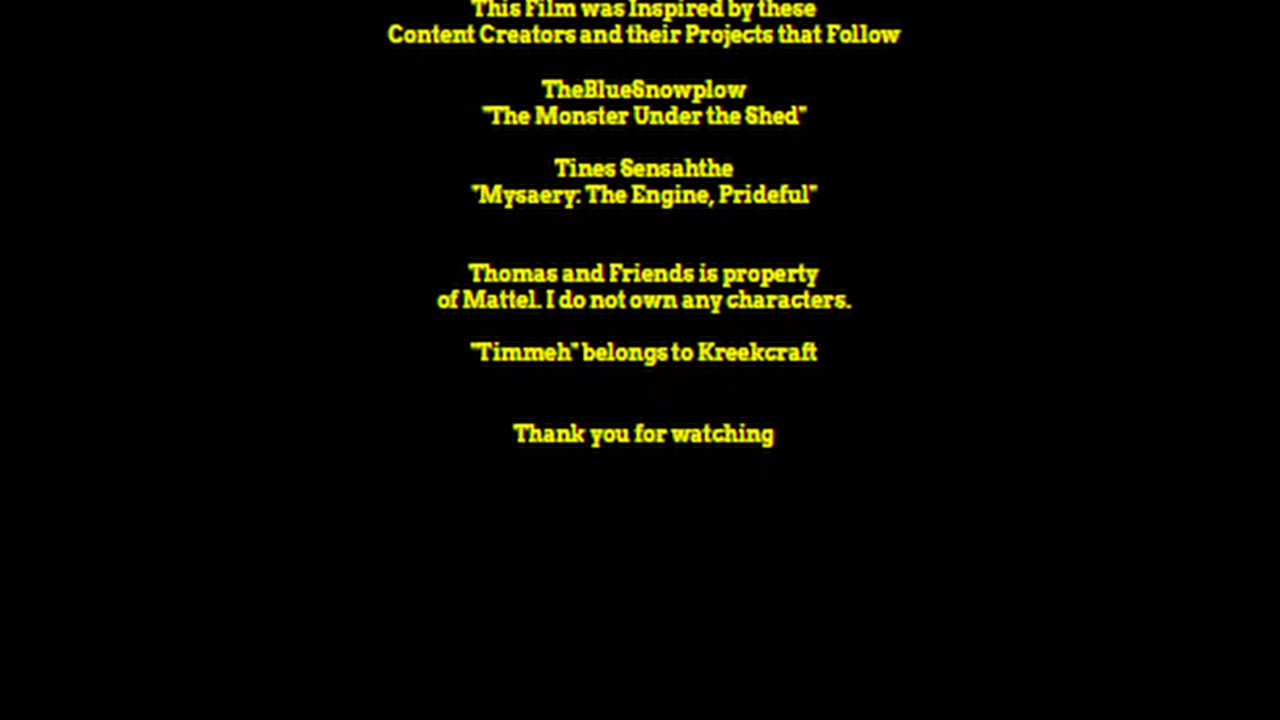 This Film was Inspired by these
Content Creators and their Projects that Follow
TheBlueSnowplow
"The Monster Under the Shed"
Tines Sensahthe
"Mysaery: The Engine, Prideful"
Thomas and Friends is property
of Mattel. I do not own any characters.
"Timmeh" belongs to Kreekcraft
Thank you for watching